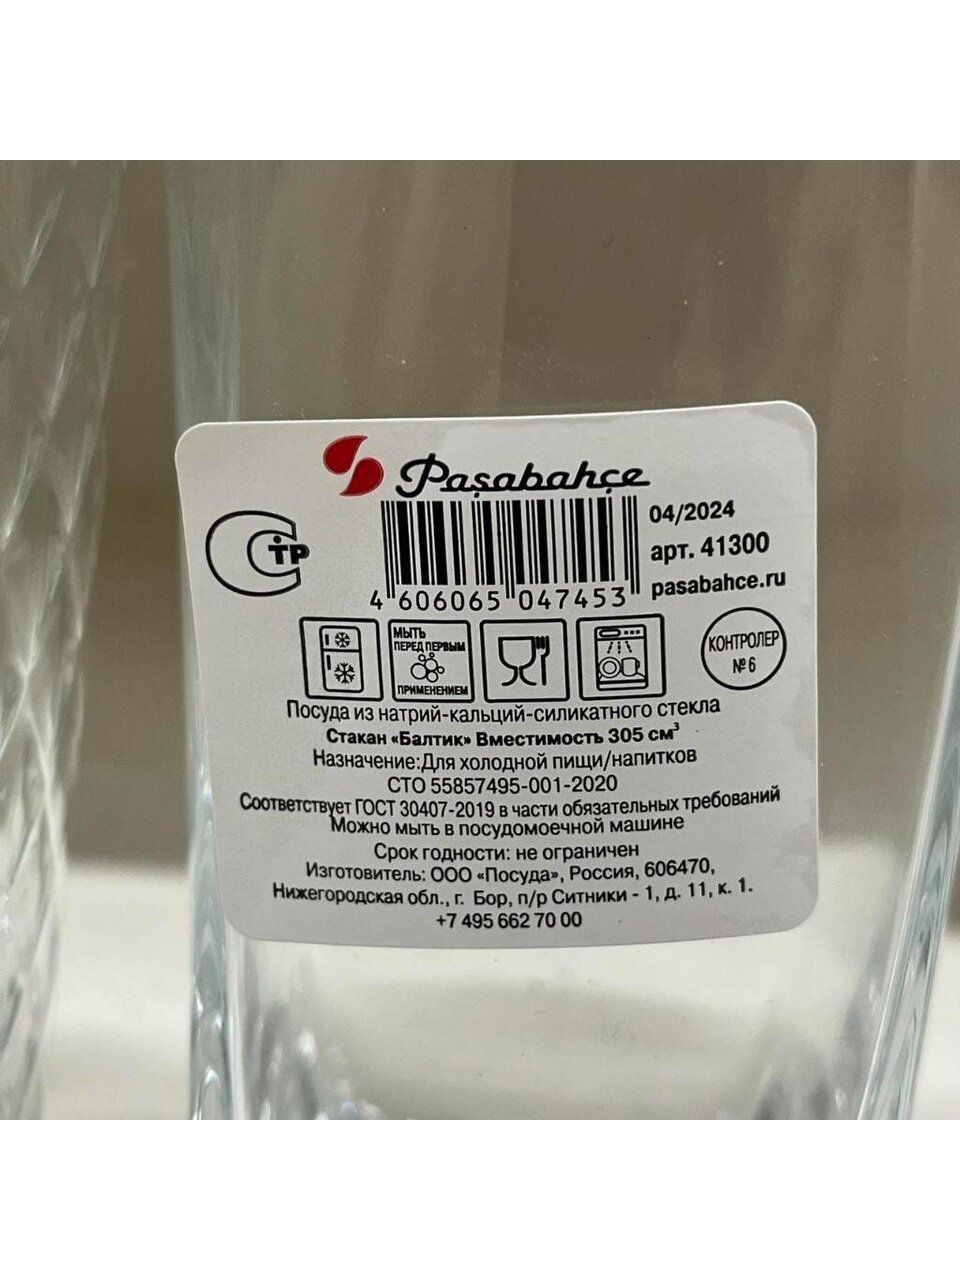 Paşabahçe
стр
04/2024
арт. 41300
pasabahce.ru
4 606065 047453
МЫТЬ
ПЕРЕД ПЕРВЫМ
ПРИМЕНЕНИЕМ
КОНТРОЛЕР
№ 6
Посуда из натрий-кальций-силикатного стекла
Стакан «Балтик» Вместимость 305 см³
Назначение:Для холодной пищи/напитков
СТО 55857495-001-2020
Соответствует ГОСТ 30407-2019 в части обязательных требований
Можно мыть в посудомоечной машине
Срок годности: не ограничен
Изготовитель: ООО «Посуда», Россия, 606470,
Нижегородская обл., г. Бор, п/р Ситники - 1, д. 11, к. 1.
+7 495 662 70 00